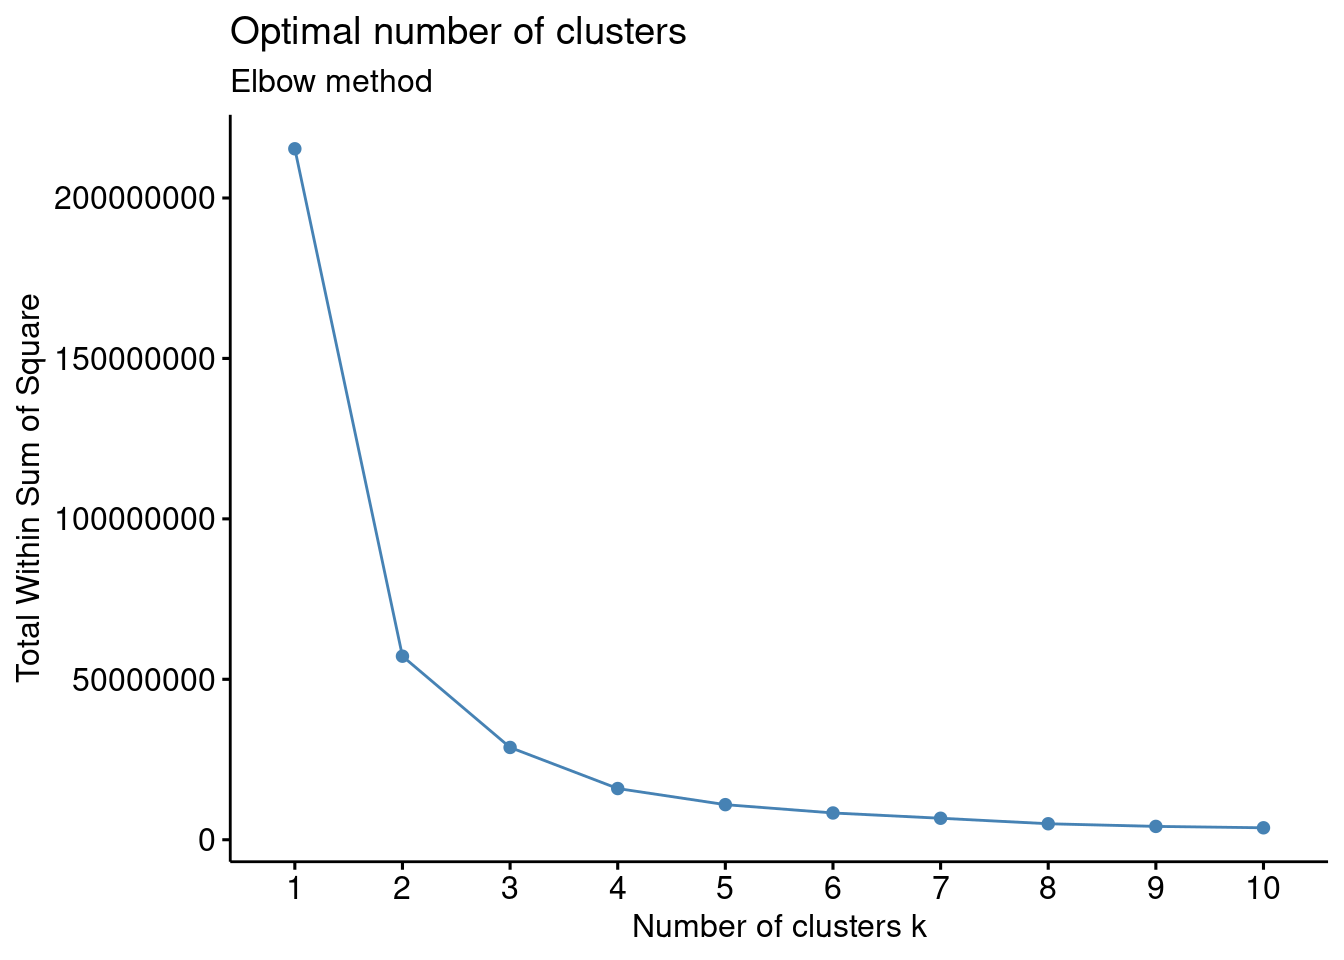 Optimal number of clusters
Elbow method
Total Within Sum of Square
200000000
150000000
100000000
50000000
0
1 2 3 4 5 6 7 8 9 10
Number of clusters k